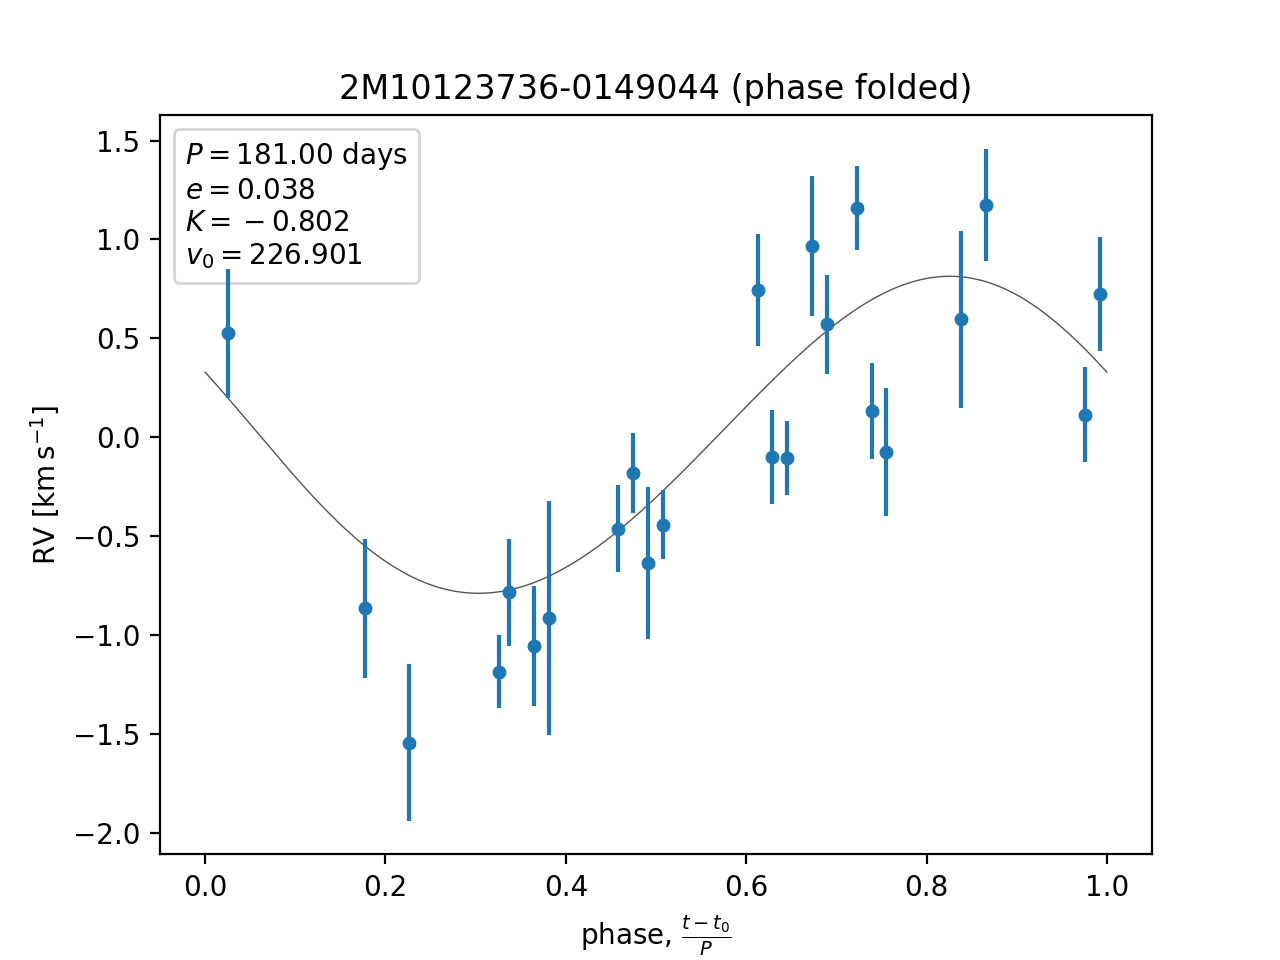 2M10123736-0149044 (phase folded)
P = 181.00 days
e = 0.038
K = −0.802
v₀ = 226.901
1.5
1.0
0.5
0.0
−0.5
−1.0
−1.5
−2.0
RV [km s⁻¹]
0.0 0.2 0.4 0.6 0.8 1.0
phase, (t − t₀)/P